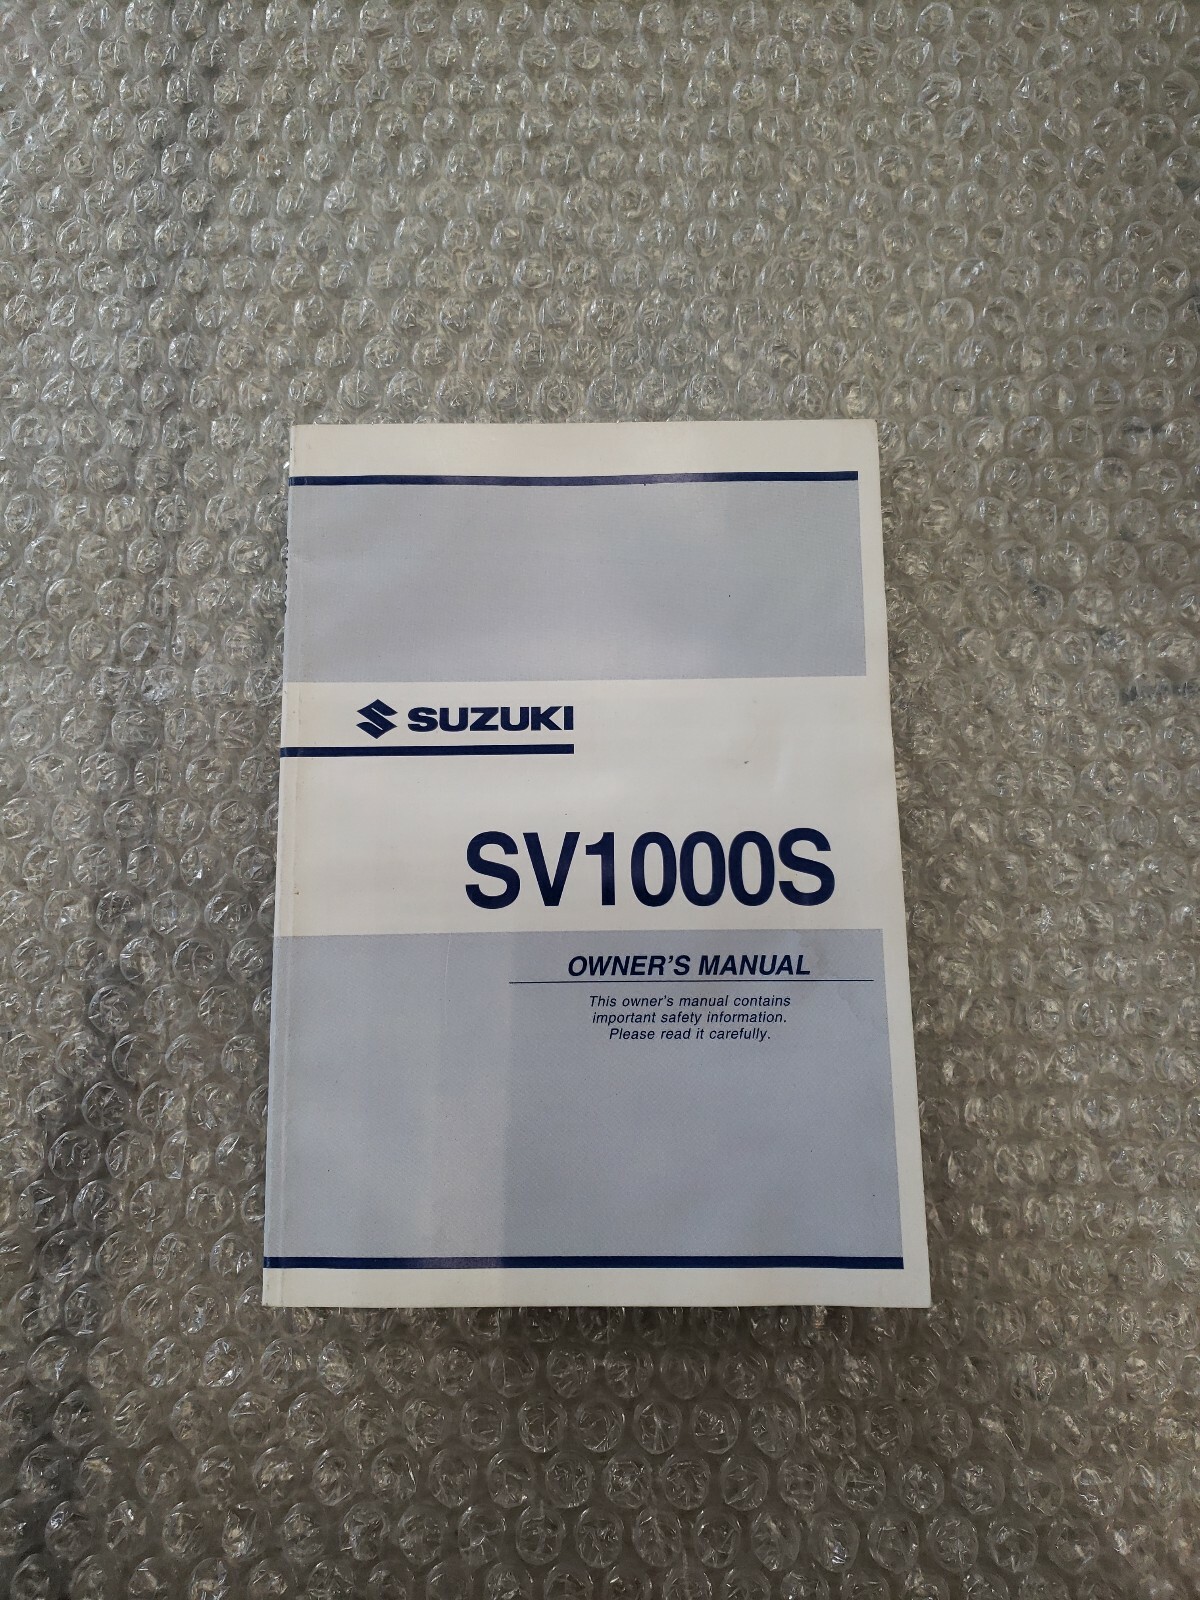 SUZUKI
SV1000S
OWNER'S MANUAL
This owner's manual contains
important safety information.
Please read it carefully.